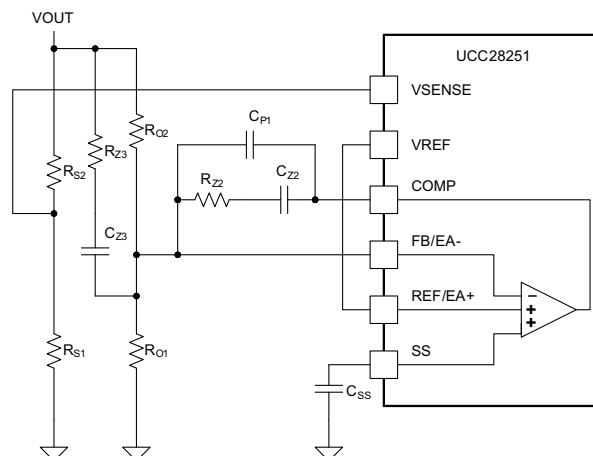 VOUT
UCC28251
VSENSE
CP1
RO2
VREF
RZ3
RS2
RZ2
CZ2
COMP
CZ3
FB/EA-
REF/EA+
−
+
+
RS1
RO1
SS
CSS